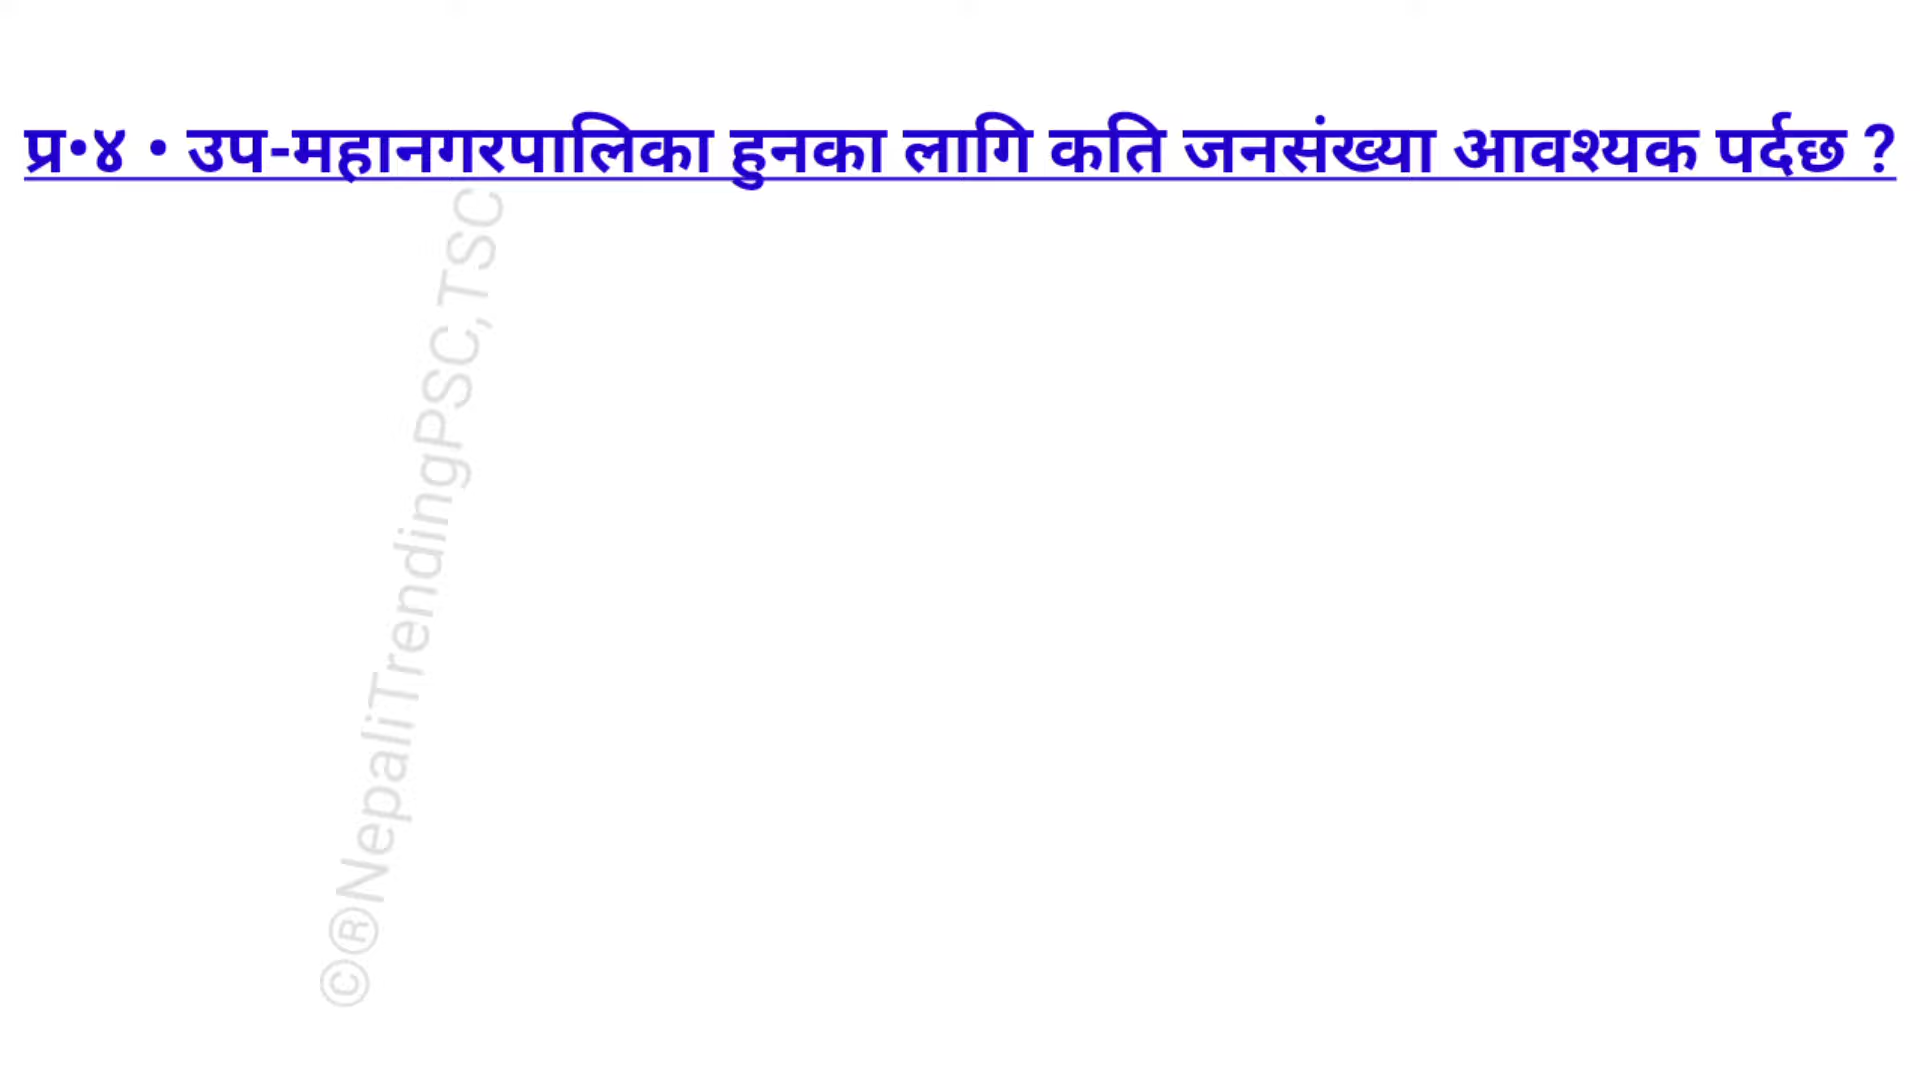 प्र•४ • उप-महानगरपालिका हुनका लागि कति जनसंख्या आवश्यक पर्दछ ?
©®NepaliTrendingPSC,TSC